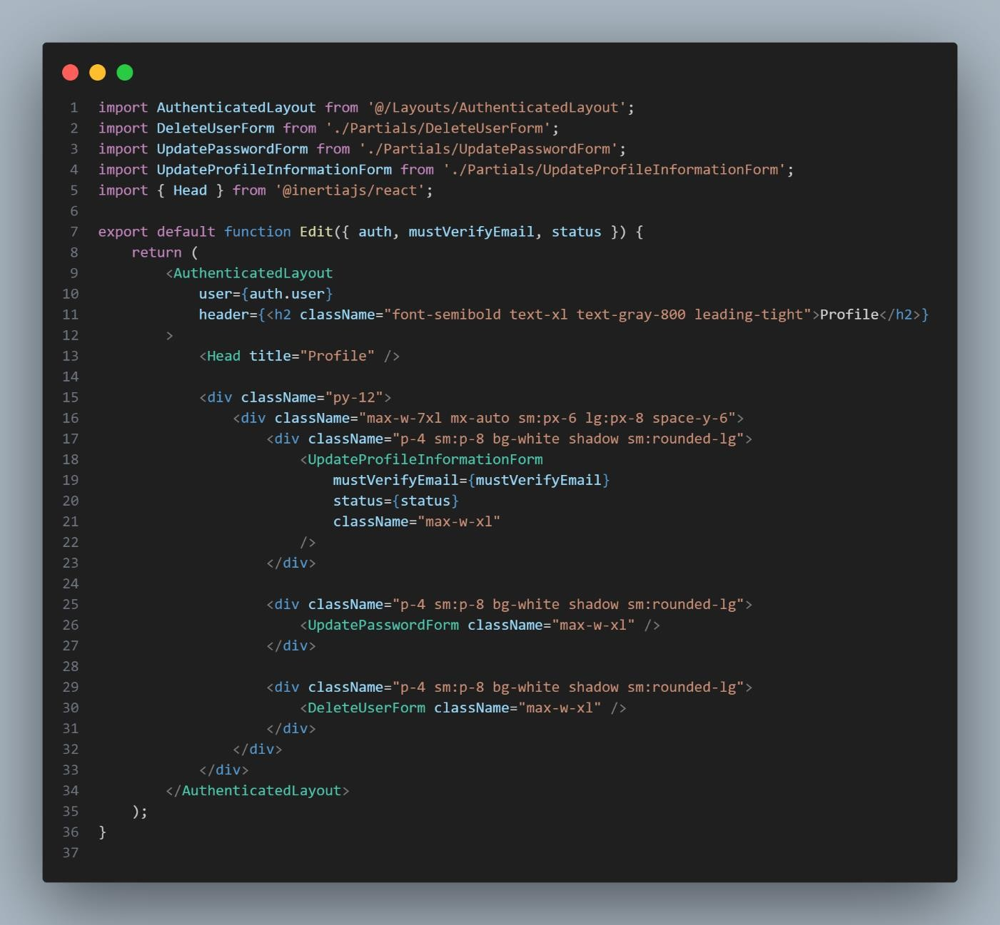 1 import AuthenticatedLayout from '@/Layouts/AuthenticatedLayout';
2 import DeleteUserForm from './Partials/DeleteUserForm';
3 import UpdatePasswordForm from './Partials/UpdatePasswordForm';
4 import UpdateProfileInformationForm from './Partials/UpdateProfileInformationForm';
5 import { Head } from '@inertiajs/react';
6
7 export default function Edit({ auth, mustVerifyEmail, status }) {
8     return (
9         <AuthenticatedLayout
10             user={auth.user}
11             header={<h2 className="font-semibold text-xl text-gray-800 leading-tight">Profile</h2>}
12         >
13             <Head title="Profile" />
14
15             <div className="py-12">
16                 <div className="max-w-7xl mx-auto sm:px-6 lg:px-8 space-y-6">
17                     <div className="p-4 sm:p-8 bg-white shadow sm:rounded-lg">
18                         <UpdateProfileInformationForm
19                             mustVerifyEmail={mustVerifyEmail}
20                             status={status}
21                             className="max-w-xl"
22                         />
23                     </div>
24
25                     <div className="p-4 sm:p-8 bg-white shadow sm:rounded-lg">
26                         <UpdatePasswordForm className="max-w-xl" />
27                     </div>
28
29                     <div className="p-4 sm:p-8 bg-white shadow sm:rounded-lg">
30                         <DeleteUserForm className="max-w-xl" />
31                     </div>
32                 </div>
33             </div>
34         </AuthenticatedLayout>
35     );
36 }
37